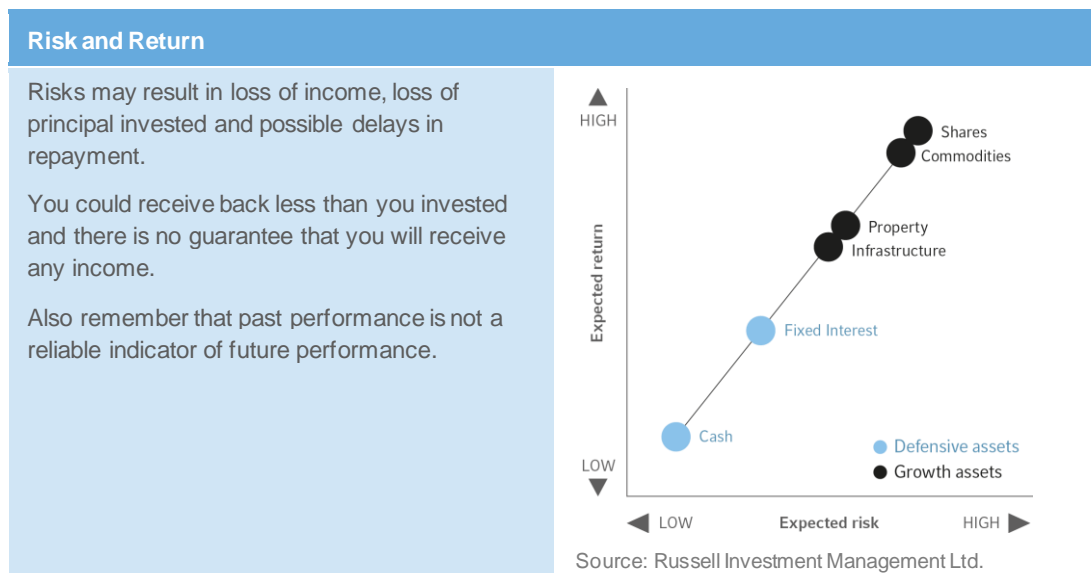 Risk and Return
Risks may result in loss of income, loss of
principal invested and possible delays in
repayment.
You could receive back less than you invested
and there is no guarantee that you will receive
any income.
Also remember that past performance is not a
reliable indicator of future performance.
HIGH
Expected return
LOW
Shares
Commodities
Property
Infrastructure
Fixed Interest
Cash
Defensive assets
Growth assets
LOW Expected risk HIGH
Source: Russell Investment Management Ltd.